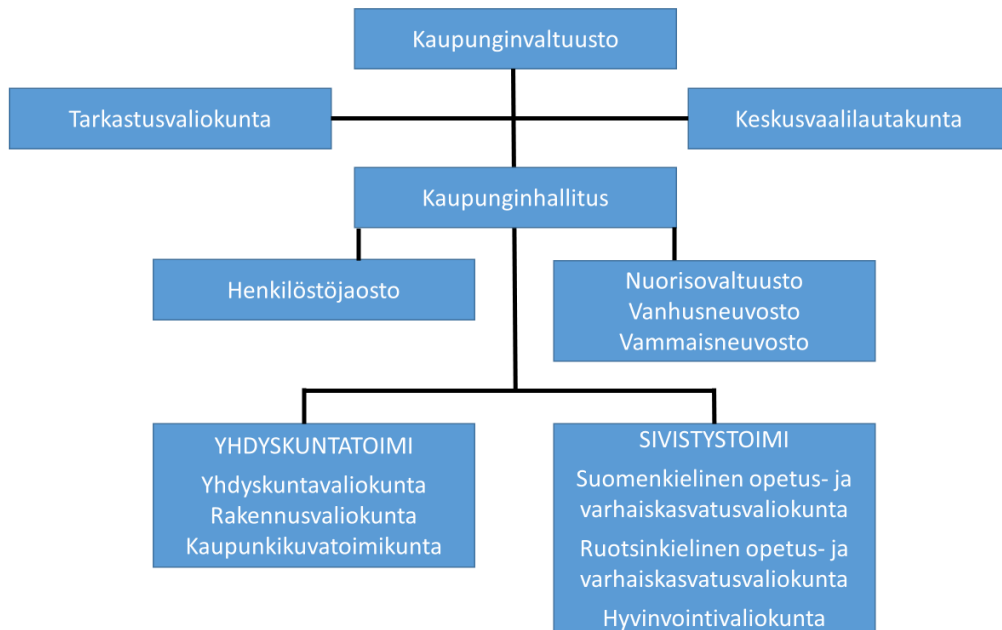 Kaupunginvaltuusto
Tarkastusvaliokunta
Keskusvaalilautakunta
Kaupunginhallitus
Henkilöstöjaosto
Nuorisovaltuusto
Vanhusneuvosto
Vammaisneuvosto
YHDYSKUNTATOIMI
Yhdyskuntavaliokunta
Rakennusvaliokunta
Kaupunkikuvatoimikunta
SIVISTYSTOIMI
Suomenkielinen opetus- ja
varhaiskasvatusvaliokunta
Ruotsinkielinen opetus- ja
varhaiskasvatusvaliokunta
Hyvinvointivaliokunta